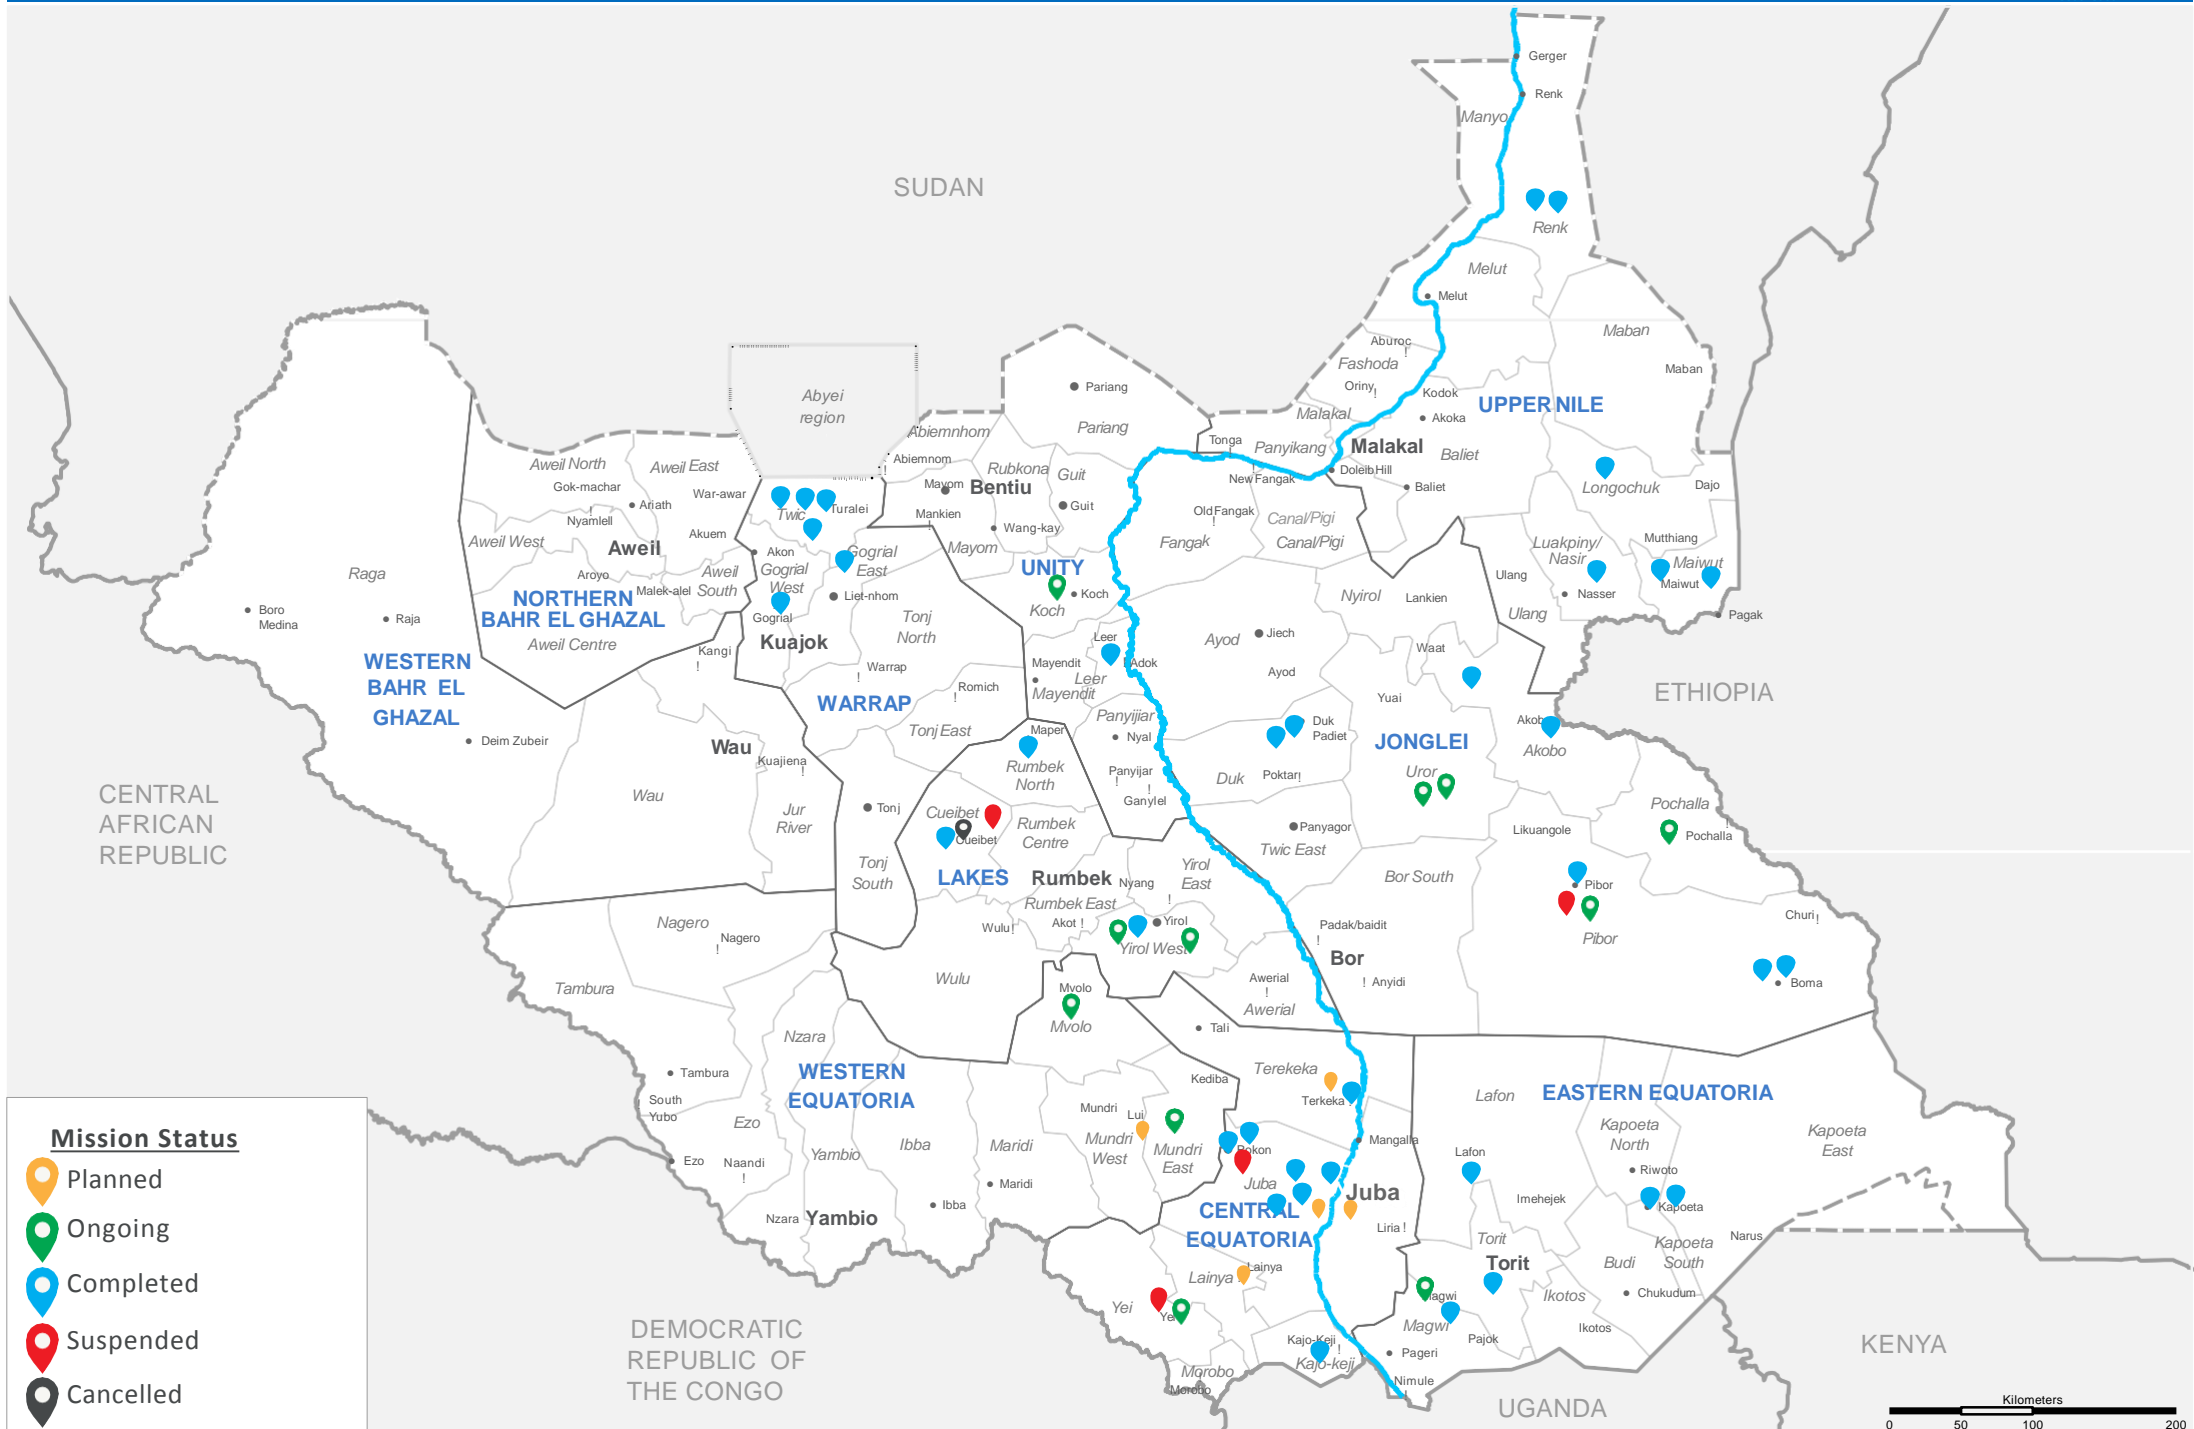 Gerger
Renk
Manyo
SUDAN
Renk
Melut
Melut
Maban
Aburoc
Fashoda
Abyei
region
Maban
Pariang
Oriny
Kodok
UPPER NILE
Malakal
Akoka
Pariang
Abiemnhom
Tonga
Panyikang
Malakal
Baliet
Aweil North
Aweil East
Abiemnom
Rubkona
Guit
DoleibHill
Gok-machar
War-awar
Mayom
Bentiu
New Fangak
Baliet
Longochuk
Dajo
Ariath
Twic
Turalei
Guit
Nyamlell
Mankien
Wang-kay
Old Fangak
Canal/Pigi
Aweil West
Aweil
Akuem
Mayom
Fangak
Canal/Pigi
Luakpiny/
Nasir
Mutthiang
Akon
Gogrial
East
Maiwut
Raga
Aroyo
Aweil
South
Gogrial
West
UNITY
Ulang
Maiwut
Malek-alel
Liet-nhom
Koch
Koch
Nyirol
Lankien
Nasser
NORTHERN
BAHR EL GHAZAL
Boro
Medina
Raja
Gogrial
Tonj
North
Ulang
Pagak
Aweil Centre
Kuajok
Leer
Ayod
Jiech
Kangi
Mayendit
Adok
Waat
WESTERN
BAHR EL
GHAZAL
Warrap
Leer
Ayod
Romich
Mayendit
ETHIOPIA
WARRAP
Yuai
Panyijiar
Tonj East
Maper
Duk
Padiet
Akobo
Deim Zubeir
Wau
Nyal
JONGLEI
Akobo
Kuajiena
Rumbek
North
Panyijar
Duk
Poktar
Uror
CENTRAL
AFRICAN
REPUBLIC
Wau
Jur
River
Tonj
Cueibet
Ganylel
Pochalla
Rumbek
Centre
Panyagor
Likuangole
Pochalla
Cueibet
Twic East
Tonj
South
LAKES
Rumbek
Nyang
Yirol
East
Bor South
Pibor
Nagero
Rumbek East
Akot
Yirol
Padak/baidit
Churi
Nagero
Wulu
Yirol West
Pibor
Wulu
Bor
Tambura
Awerial
Anyidi
Boma
Mvolo
Awerial
Mvolo
Tali
Nzara
Tambura
WESTERN
EQUATORIA
Kediba
Terekeka
Lafon
EASTERN EQUATORIA
South
Yubo
Mundri
Lui
Terkeka
Ezo
Ibba
Maridi
Mundri
West
Mundri
East
Kapoeta
North
Kapoeta
East
Mangalla
Rokon
Lafon
Yambio
Ezo
Naandi
Riwoto
Maridi
Juba
Juba
Imehejek
Ibba
Kapoeta
Nzara
Yambio
CENTRAL
EQUATORIA
Liria
Torit
Narus
Kapoeta
South
Torit
Budi
Lainya
Lainya
Ikotos
Chukudum
Yei
Yei
Magwi
Magwi
Ikotos
DEMOCRATIC
REPUBLIC OF
THE CONGO
Kajo-Keji
Pajok
KENYA
Pageri
Kajo-keji
Morobo
Nimule
Morobo
UGANDA
Mission Status
Planned
Ongoing
Completed
Suspended
Cancelled
Kilometers
0 50 100 200